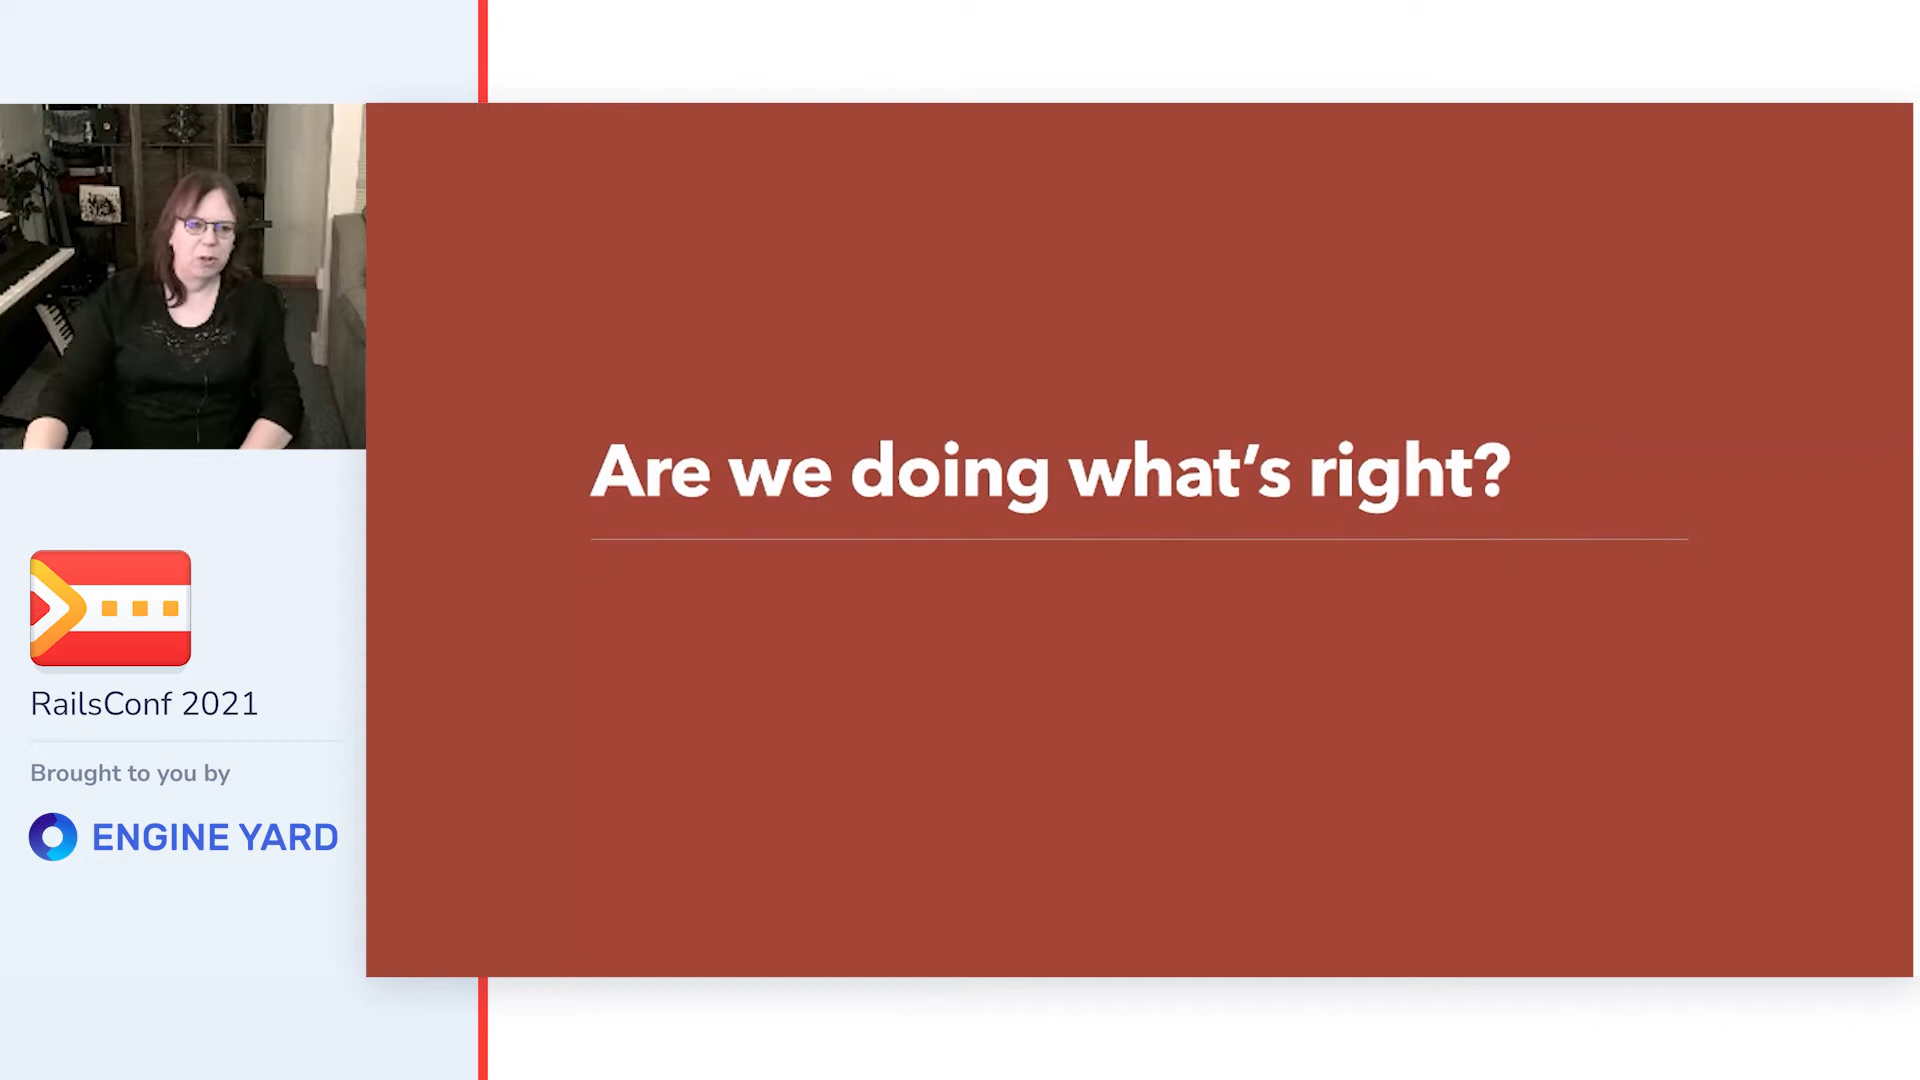 Are we doing what’s right?
RailsConf 2021
Brought to you by
ENGINE YARD